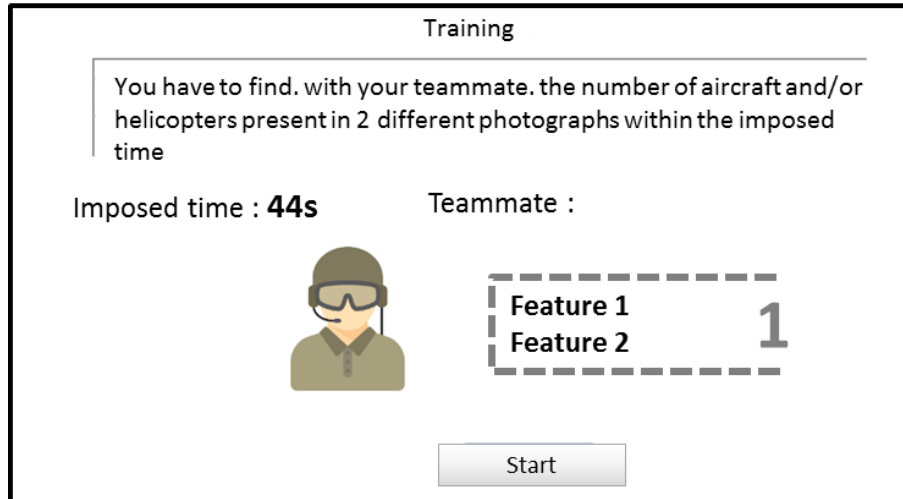 Training
You have to find. with your teammate. the number of aircraft and/or
helicopters present in 2 different photographs within the imposed
time
Imposed time : 44s
Teammate :
Feature 1
Feature 2
1
Start